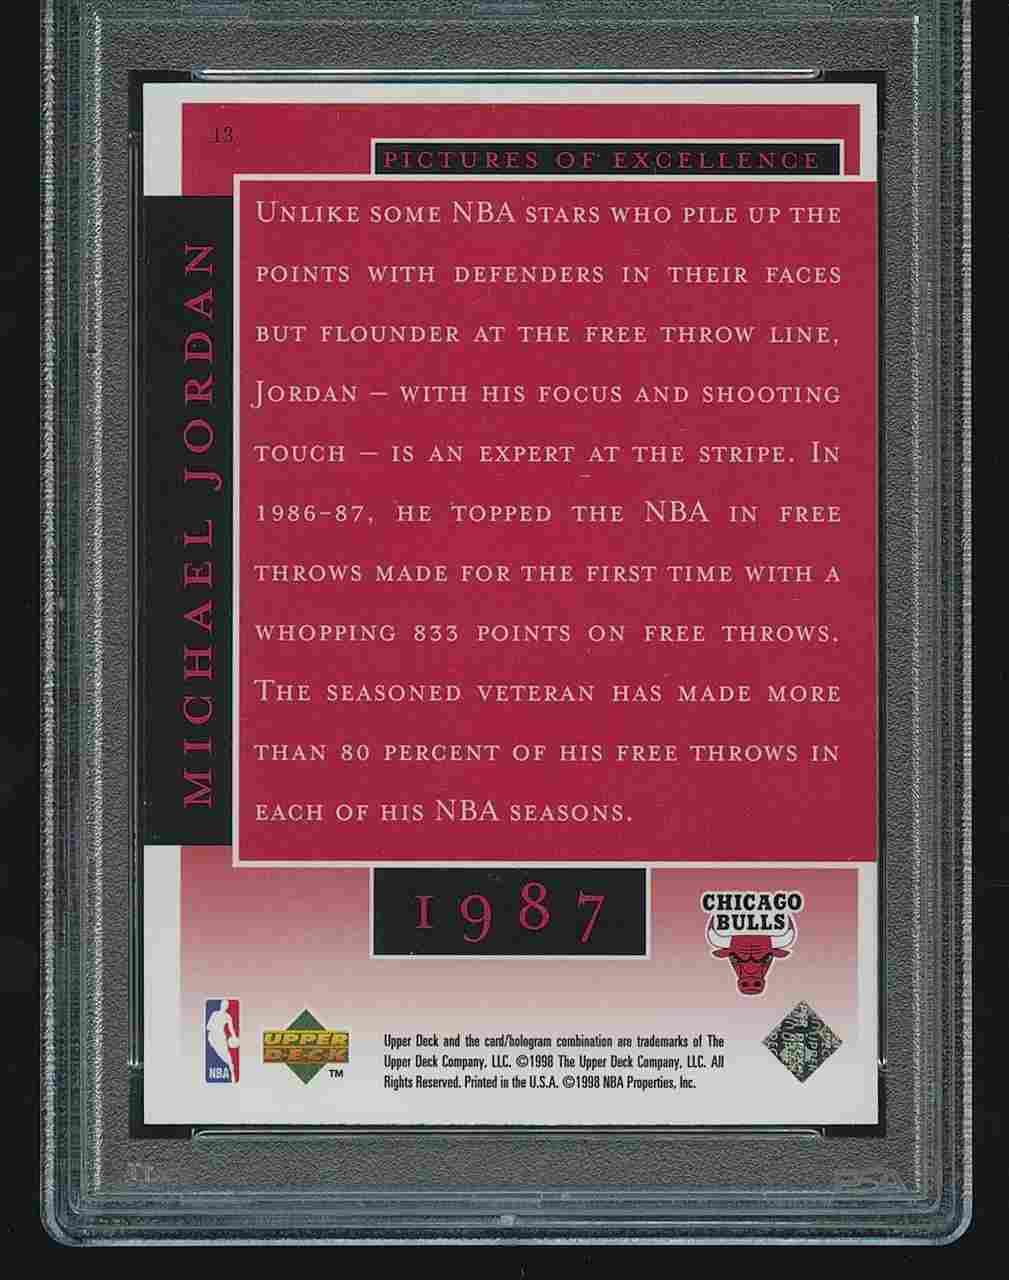 13
PICTURES OF EXCELLENCE
MICHAEL JORDAN
UNLIKE SOME NBA STARS WHO PILE UP THE
POINTS WITH DEFENDERS IN THEIR FACES
BUT FLOUNDER AT THE FREE THROW LINE,
JORDAN – WITH HIS FOCUS AND SHOOTING
TOUCH – IS AN EXPERT AT THE STRIPE. IN
1986-87, HE TOPPED THE NBA IN FREE
THROWS MADE FOR THE FIRST TIME WITH A
WHOPPING 833 POINTS ON FREE THROWS.
THE SEASONED VETERAN HAS MADE MORE
THAN 80 PERCENT OF HIS FREE THROWS IN
EACH OF HIS NBA SEASONS.
1987
CHICAGO
BULLS
NBA
UPPER
DECK
™
Upper Deck and the card/hologram combination are trademarks of The
Upper Deck Company, LLC. ©1998 The Upper Deck Company, LLC. All
Rights Reserved. Printed in the U.S.A. ©1998 NBA Properties, Inc.
PSA